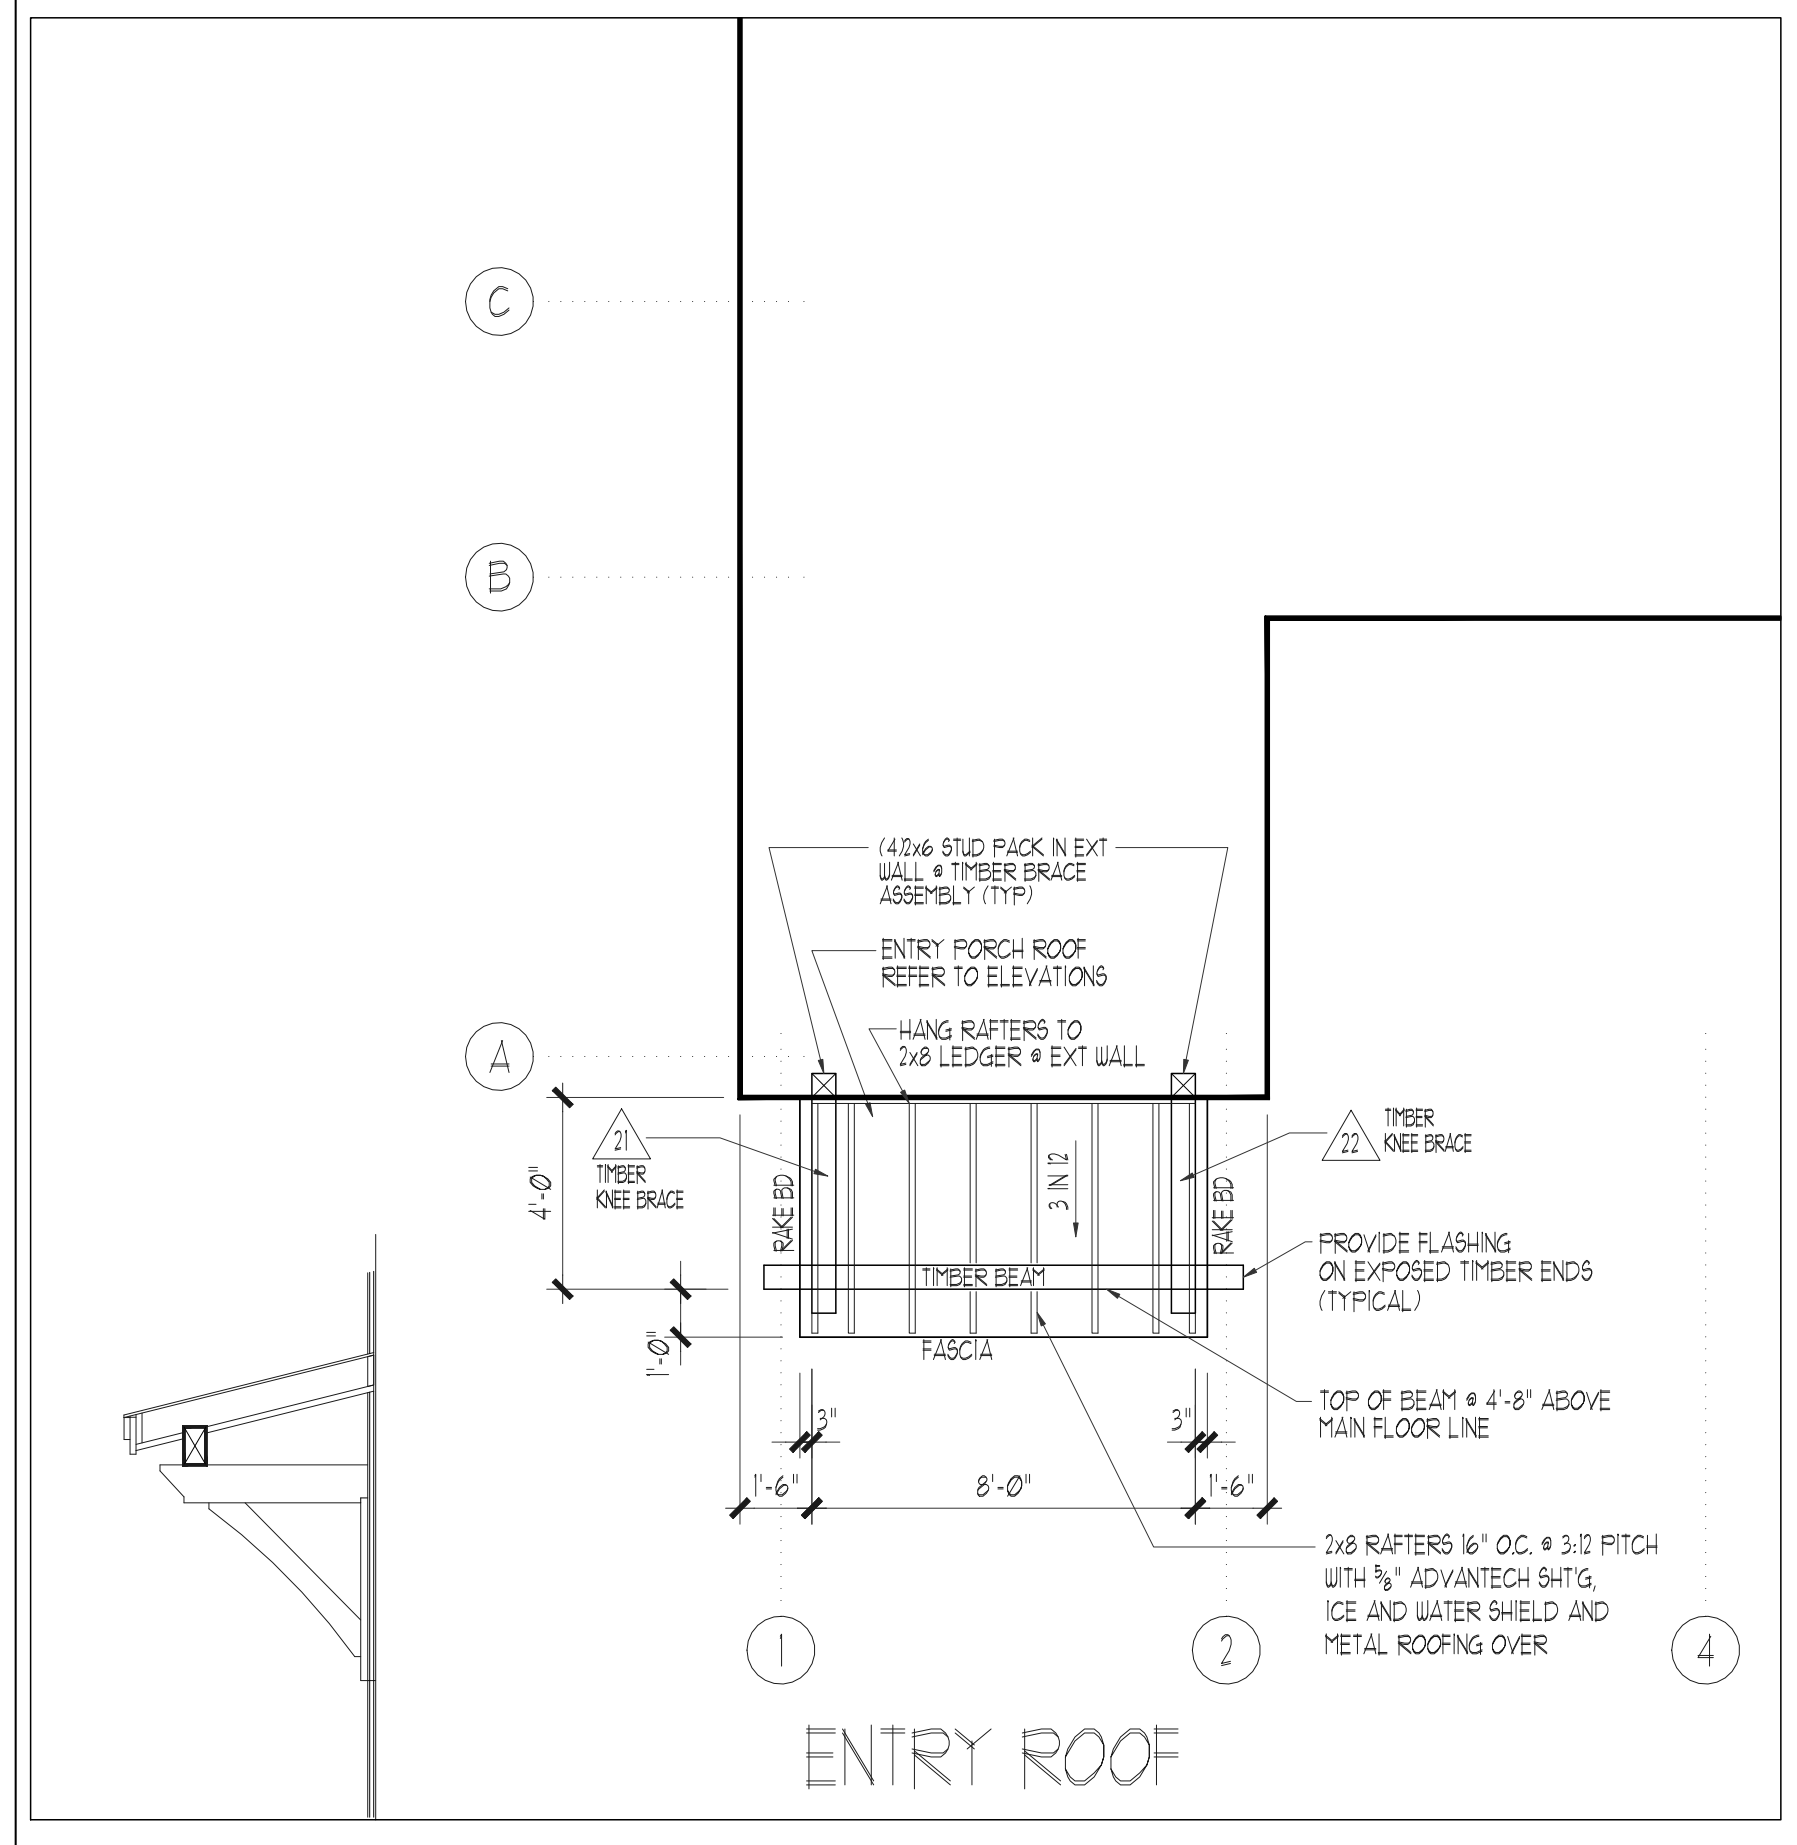 C
B
(4)2x6 STUD PACK IN EXT
WALL @ TIMBER BRACE
ASSEMBLY (TYP)
ENTRY PORCH ROOF
REFER TO ELEVATIONS
HANG RAFTERS TO
2x8 LEDGER @ EXT WALL
A
21
TIMBER
KNEE BRACE
22
TIMBER
KNEE BRACE
4'-0"
RAKE BD
3 IN 12
RAKE BD
TIMBER BEAM
PROVIDE FLASHING
ON EXPOSED TIMBER ENDS
(TYPICAL)
1'-0"
FASCIA
TOP OF BEAM @ 4'-8" ABOVE
MAIN FLOOR LINE
3"
3"
1'-6"
8'-0"
1'-6"
2x8 RAFTERS 16" O.C. @ 3:12 PITCH
WITH 5/8" ADVANTECH SHT'G,
ICE AND WATER SHIELD AND
METAL ROOFING OVER
1
2
4
ENTRY ROOF